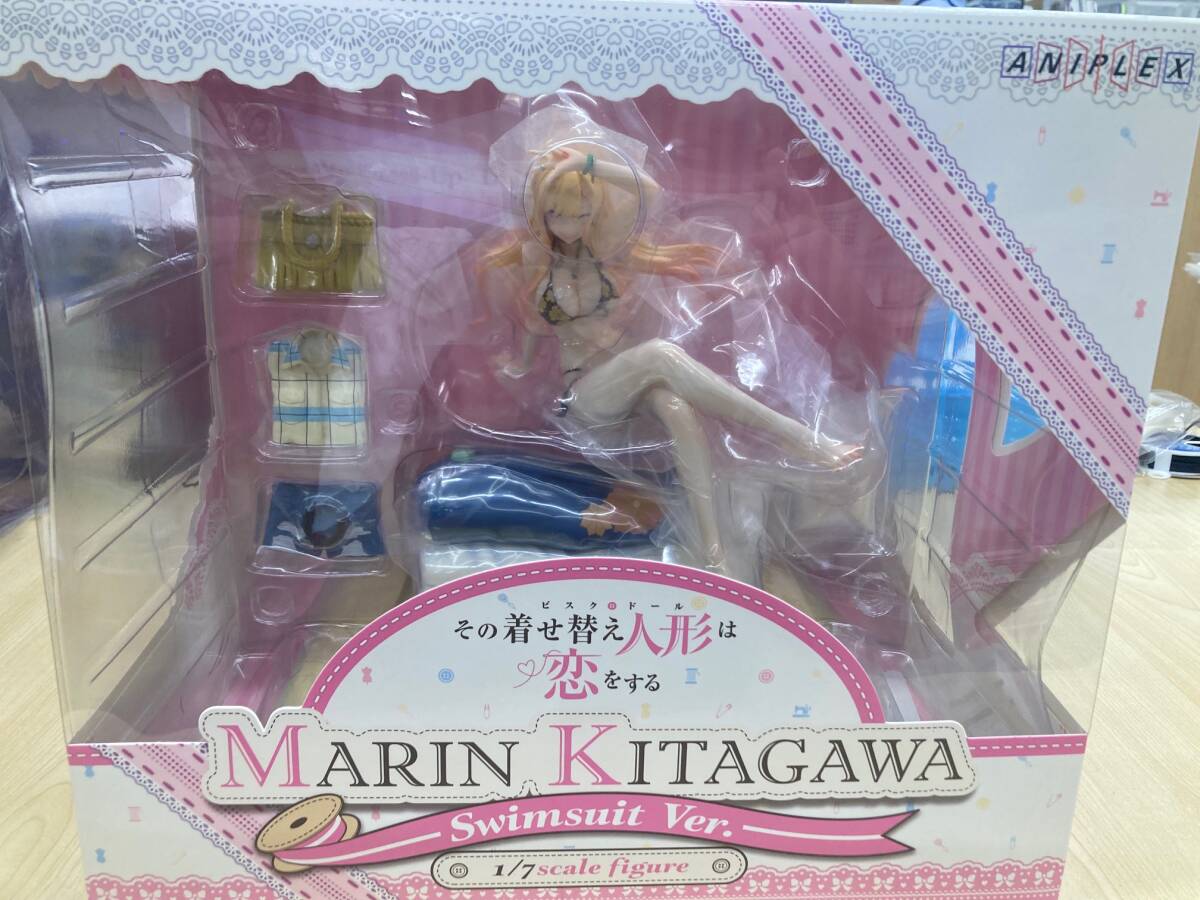 ANIPLEX
ビスク・ドール
その着せ替え人形は
恋をする
MARIN KITAGAWA
Swimsuit Ver.
1/7 scale figure